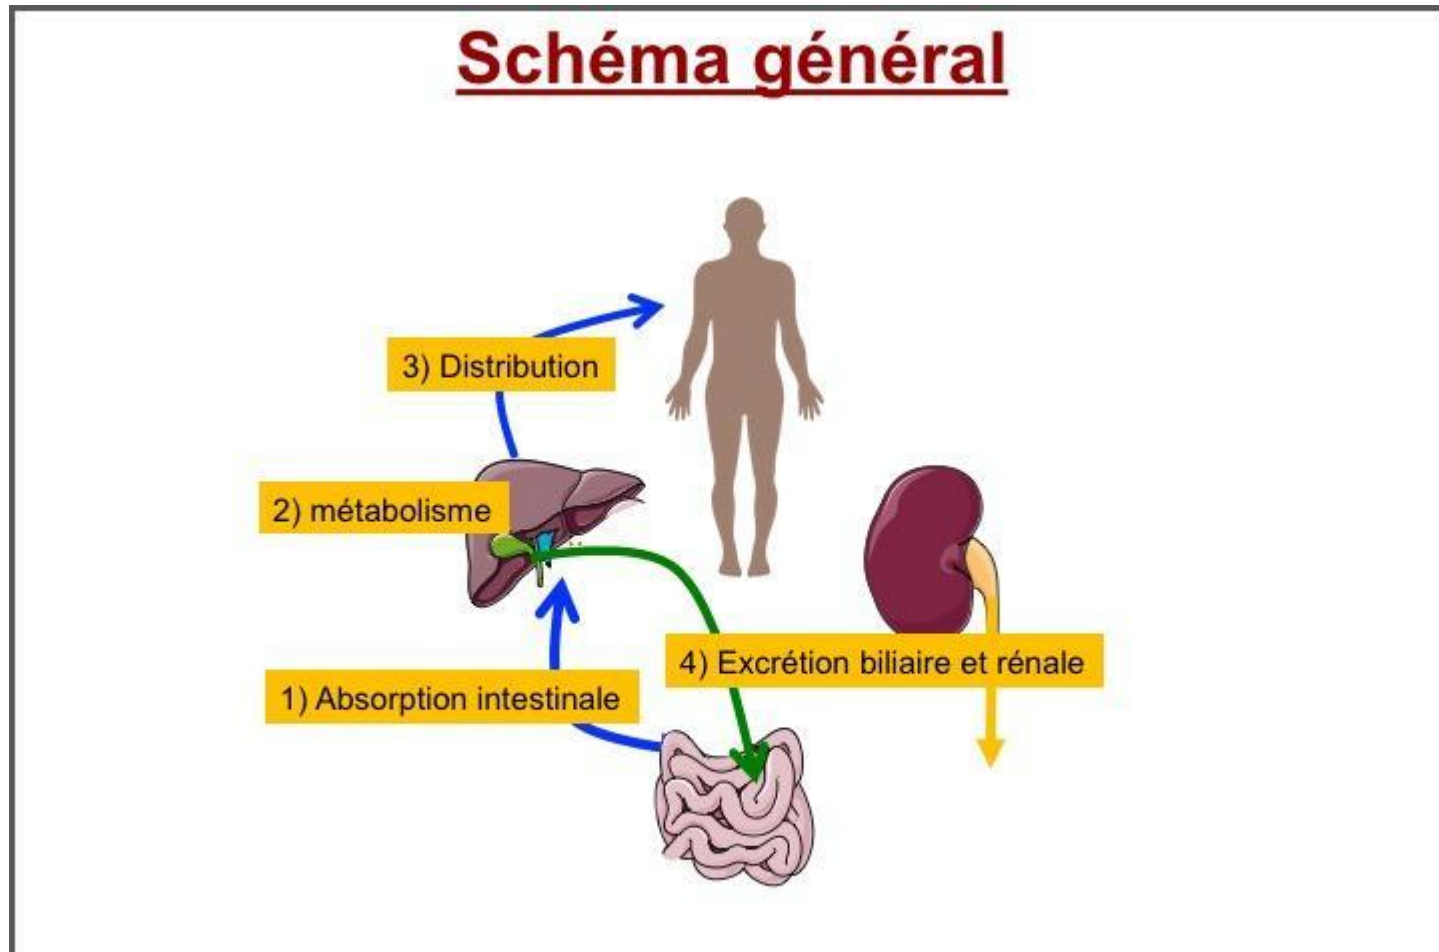 Schéma général
3) Distribution
2) métabolisme
4) Excrétion biliaire et rénale
1) Absorption intestinale